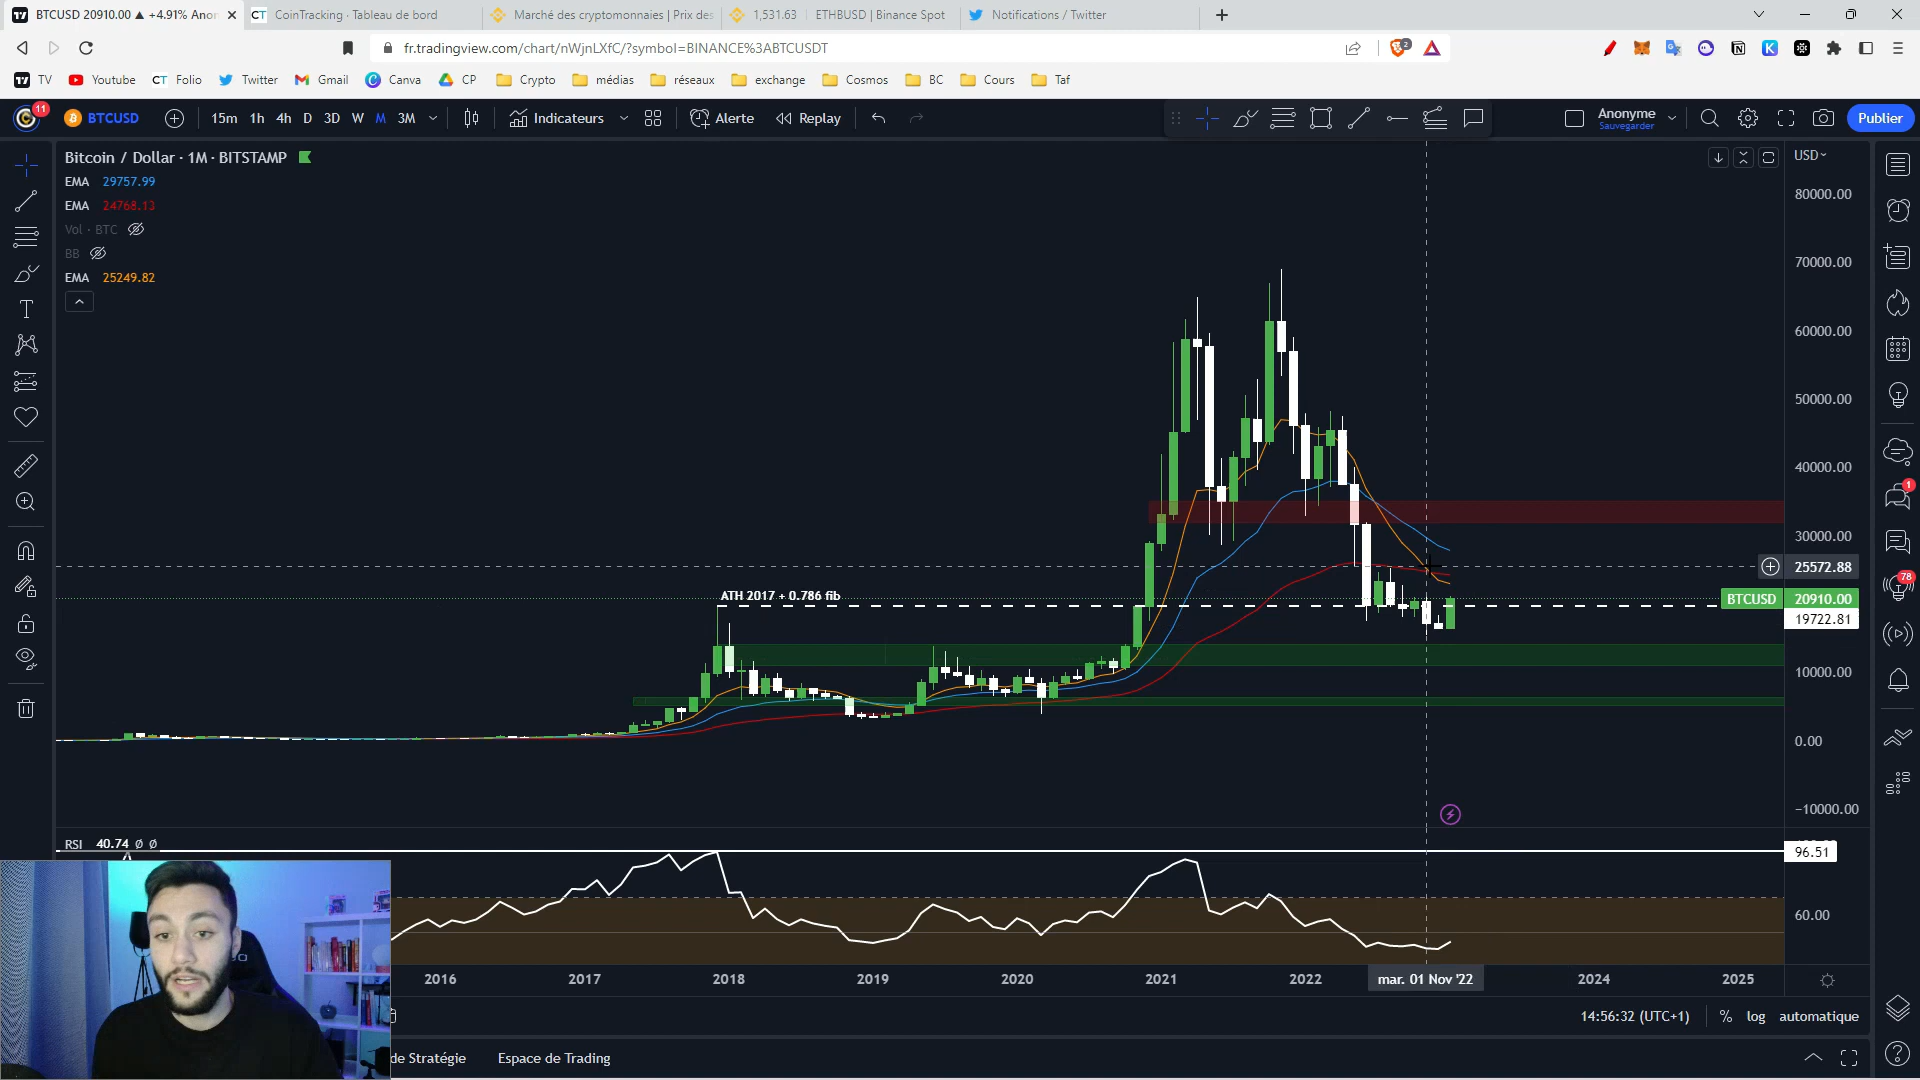 BTCUSD 20910.00 ▲ +4.91% Anon
CoinTracking · Tableau de bord
Marché des cryptomonnaies | Prix des
1,531.63 ETHBUSD | Binance Spot
Notifications / Twitter
fr.tradingview.com/chart/nWjnLXfC/?symbol=BINANCE%3ABTCUSDT
2
TV
Youtube
CT Folio
Twitter
Gmail
Canva
CP
Crypto
médias
réseaux
exchange
Cosmos
BC
Cours
Taf
11
BTCUSD
15m 1h 4h D 3D W M 3M
Indicateurs
Alerte
Replay
Anonyme
Sauvegarder
Publier
Bitcoin / Dollar · 1M · BITSTAMP
EMA 29757.99
EMA 24768.13
Vol · BTC
BB
EMA 25249.82
USD
80000.00
70000.00
60000.00
50000.00
40000.00
30000.00
25572.88
BTCUSD 20910.00
19722.81
10000.00
0.00
−10000.00
ATH 2017 + 0.786 fib
1
78
RSI 40.74 ø ø
96.51
60.00
2016 2017 2018 2019 2020 2021 2022 mar. 01 Nov '22 2024 2025
14:56:32 (UTC+1) % log automatique
de Stratégie
Espace de Trading